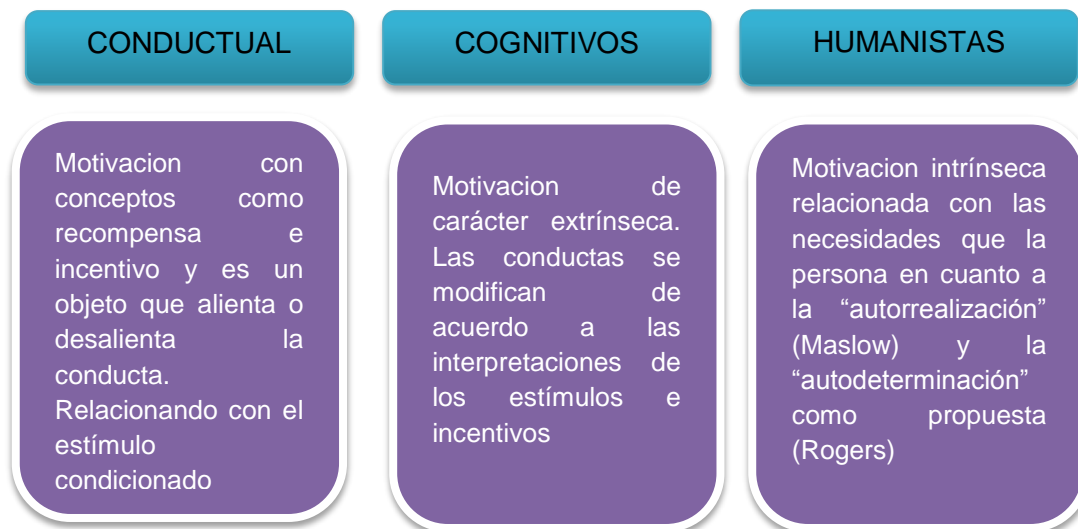 CONDUCTUAL
Motivacion con
conceptos como
recompensa e
incentivo y es un
objeto que alienta o
desalienta la
conducta.
Relacionando con el
estímulo
condicionado
COGNITIVOS
Motivacion de
carácter extrínseca.
Las conductas se
modifican de
acuerdo a las
interpretaciones de
los estímulos e
incentivos
HUMANISTAS
Motivacion intrínseca
relacionada con las
necesidades que la
persona en cuanto a
la “autorrealización”
(Maslow) y la
“autodeterminación”
como propuesta
(Rogers)